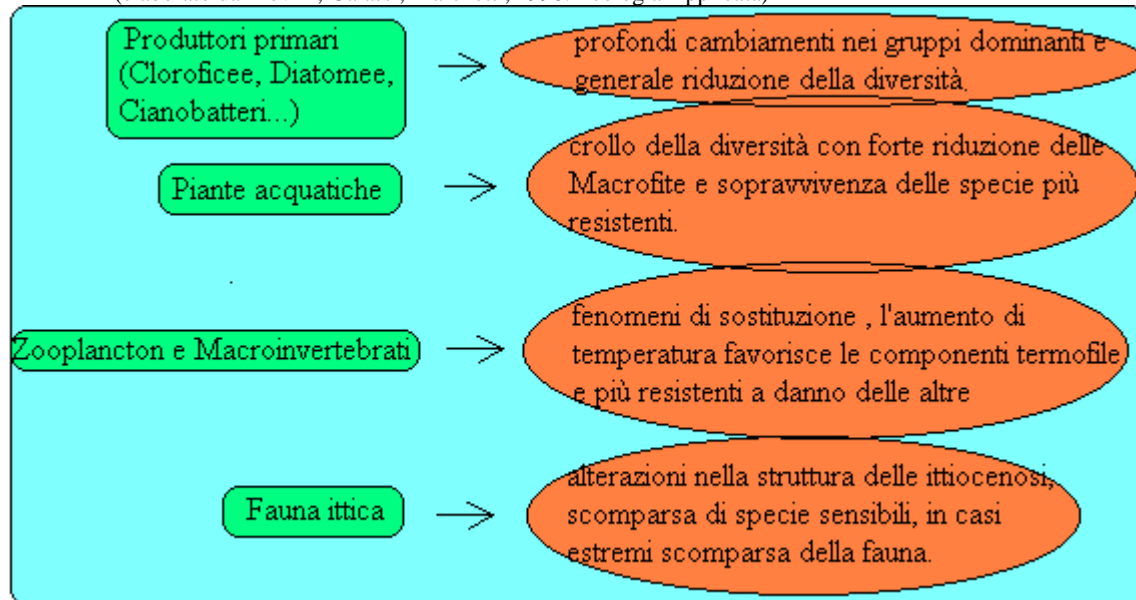 Produttori primari
(Cloroficee, Diatomee,
Cianobatteri...)
profondi cambiamenti nei gruppi dominanti e
generale riduzione della diversità.
Piante acquatiche
crollo della diversità con forte riduzione delle
Macrofite e sopravvivenza delle specie più
resistenti.
Zooplancton e Macroinvertebrati
fenomeni di sostituzione , l'aumento di
temperatura favorisce le componenti termofile
e più resistenti a danno delle altre
Fauna ittica
alterazioni nella struttura delle ittiocenosi,
scomparsa di specie sensibili, in casi
estremi scomparsa della fauna.